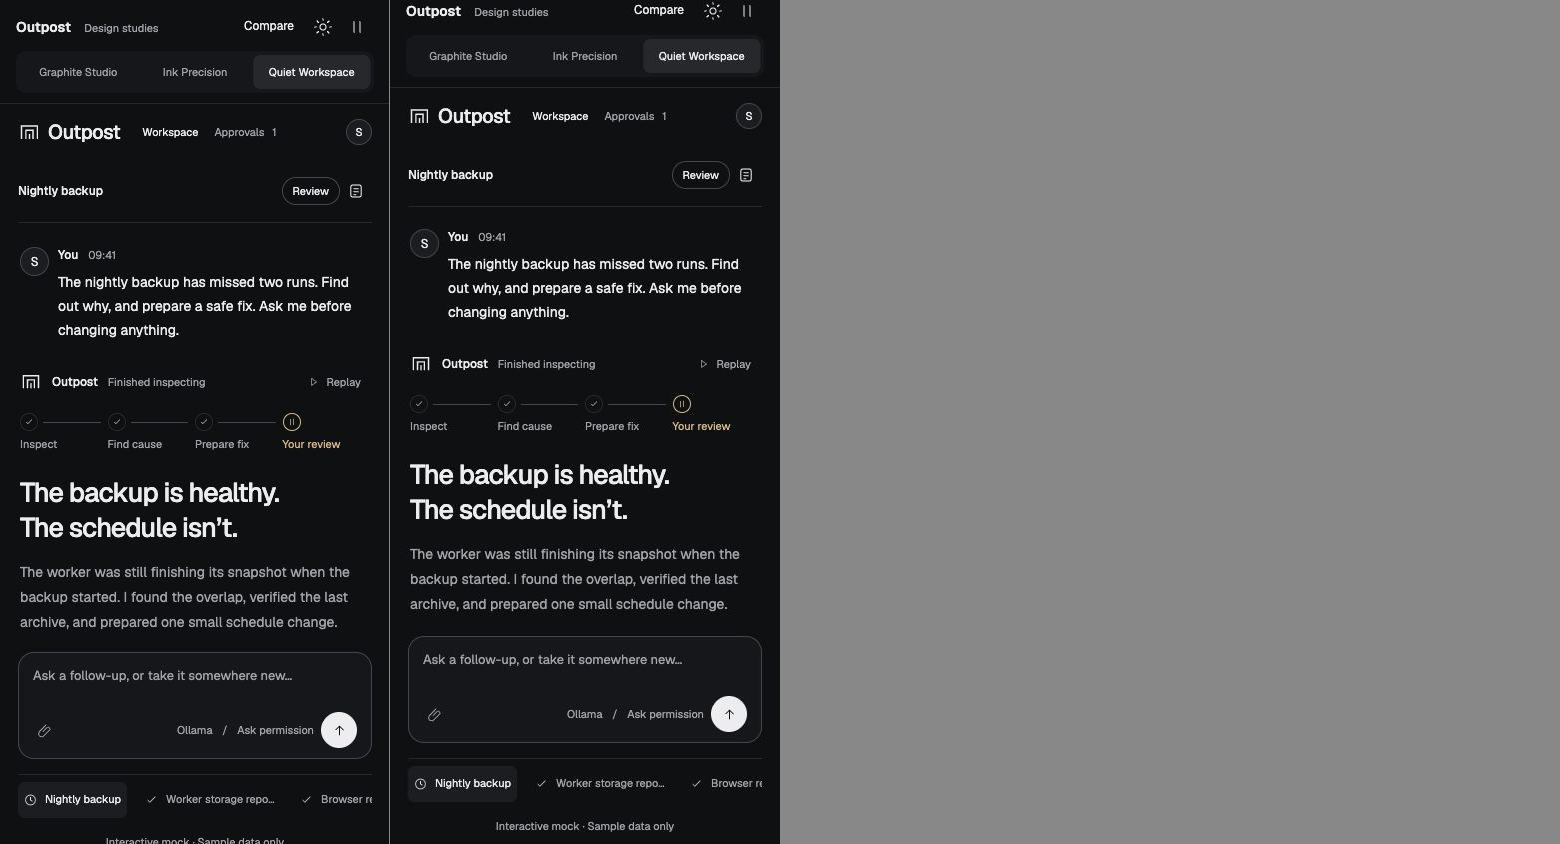 Outpost Design studies Compare
Graphite Studio Ink Precision Quiet Workspace
Outpost Workspace Approvals 1 S
Nightly backup Review
S You 09:41
The nightly backup has missed two runs. Find
out why, and prepare a safe fix. Ask me before
changing anything.
Outpost Finished inspecting Replay
Inspect Find cause Prepare fix Your review
The backup is healthy.
The schedule isn’t.
The worker was still finishing its snapshot when the
backup started. I found the overlap, verified the last
archive, and prepared one small schedule change.
Ask a follow-up, or take it somewhere new...
Ollama / Ask permission
Nightly backup Worker storage repo... Browser re
Interactive mock · Sample data only
Outpost Design studies Compare
Graphite Studio Ink Precision Quiet Workspace
Outpost Workspace Approvals 1 S
Nightly backup Review
S You 09:41
The nightly backup has missed two runs. Find
out why, and prepare a safe fix. Ask me before
changing anything.
Outpost Finished inspecting Replay
Inspect Find cause Prepare fix Your review
The backup is healthy.
The schedule isn’t.
The worker was still finishing its snapshot when the
backup started. I found the overlap, verified the last
archive, and prepared one small schedule change.
Ask a follow-up, or take it somewhere new...
Ollama / Ask permission
Nightly backup Worker storage repo... Browser re
Interactive mock · Sample data only